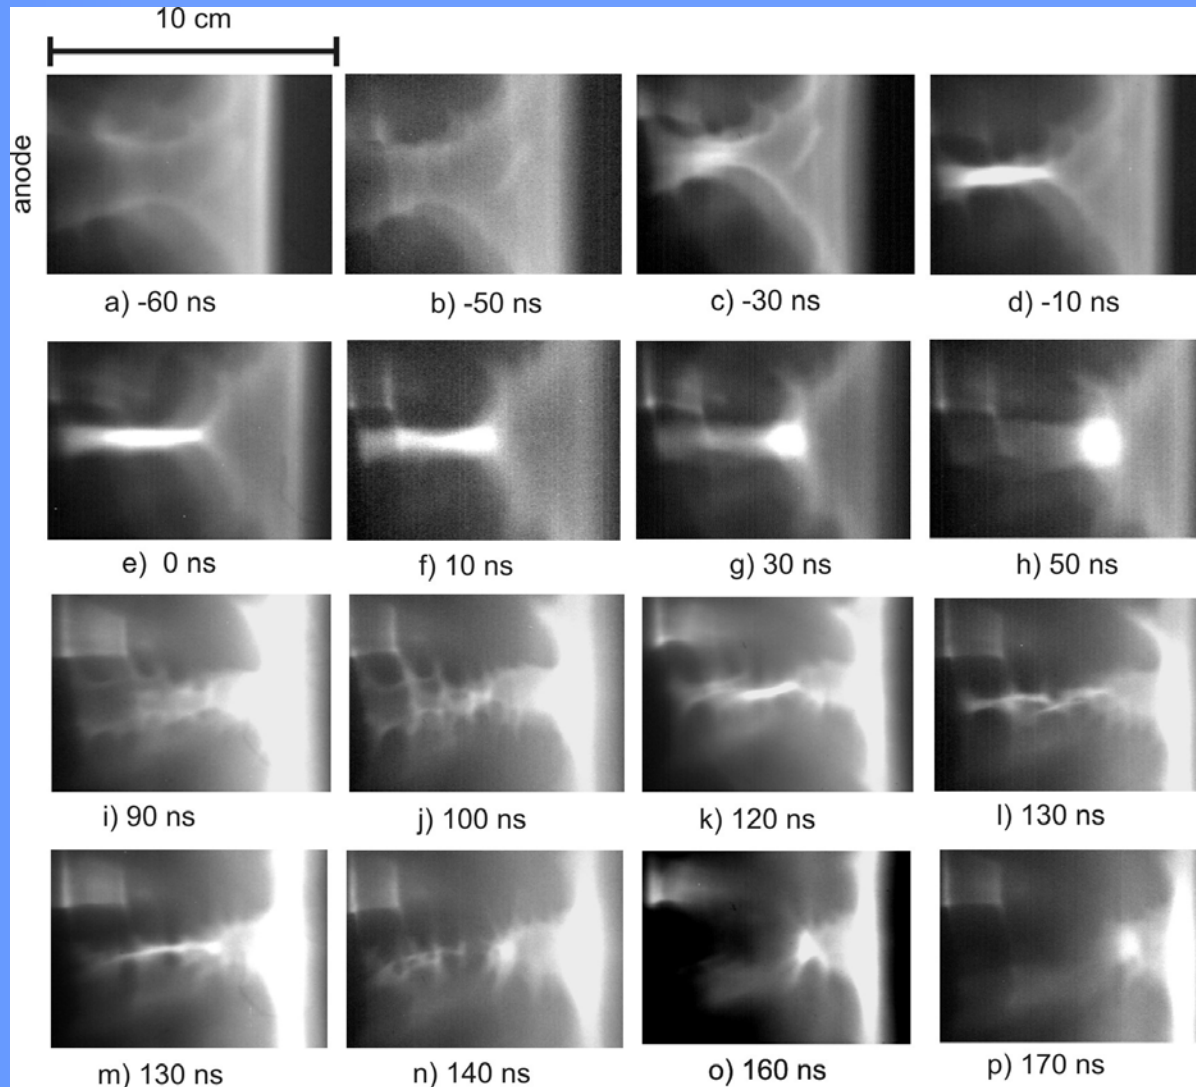 10 cm
anode
a) -60 ns
b) -50 ns
c) -30 ns
d) -10 ns
e) 0 ns
f) 10 ns
g) 30 ns
h) 50 ns
i) 90 ns
j) 100 ns
k) 120 ns
l) 130 ns
m) 130 ns
n) 140 ns
o) 160 ns
p) 170 ns